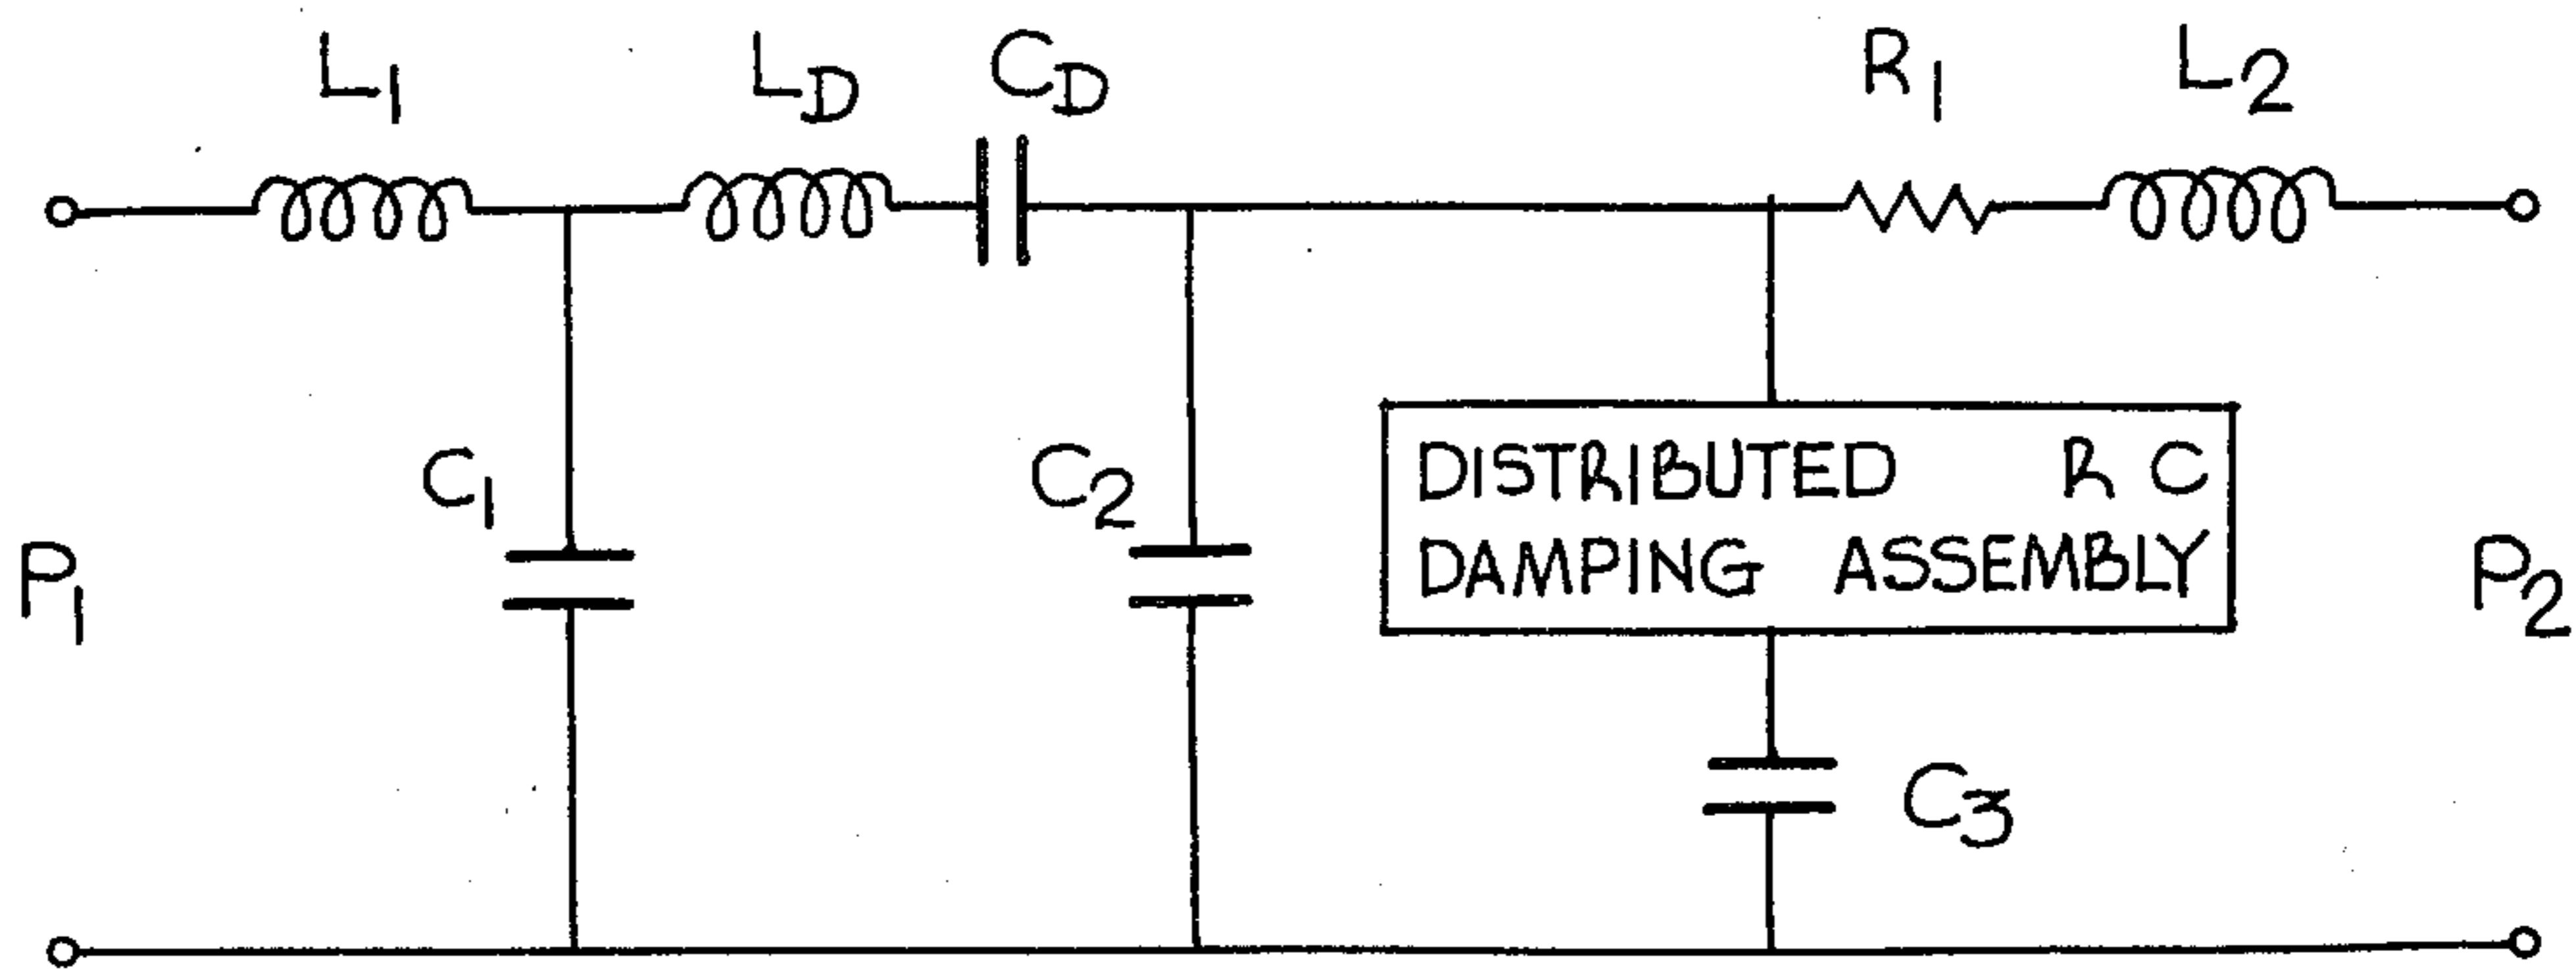 L1
LD
CD
R1
L2
C1
C2
DISTRIBUTED RC
DAMPING ASSEMBLY
P1
P2
C3